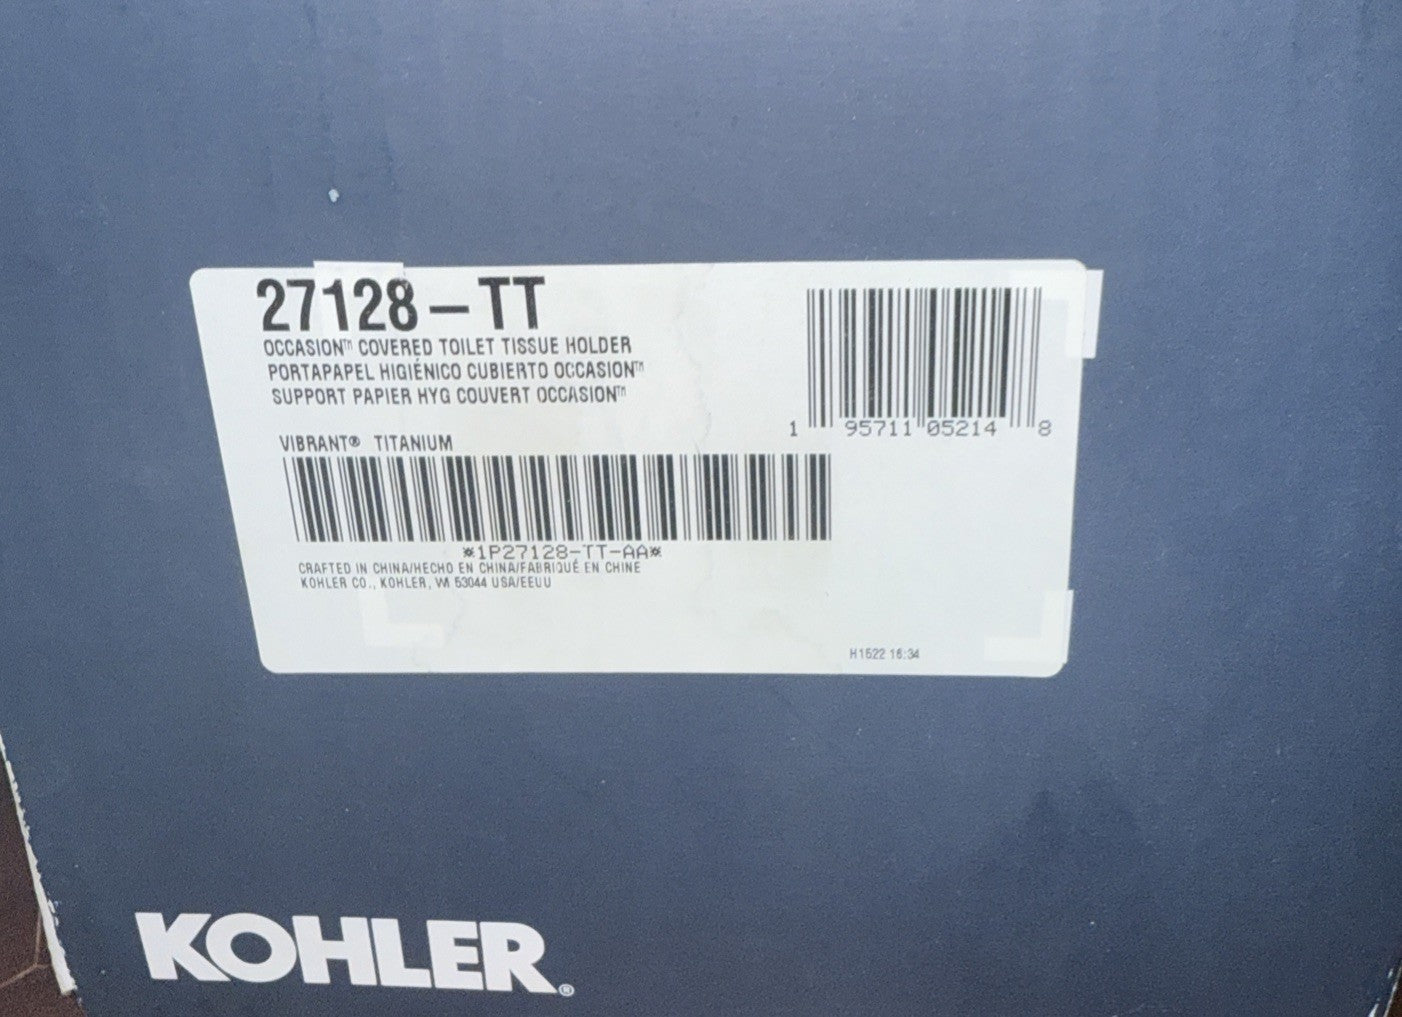 27128-TT
OCCASION™ COVERED TOILET TISSUE HOLDER
PORTAPAPEL HIGIÉNICO CUBIERTO OCCASION™
SUPPORT PAPIER HYG COUVERT OCCASION™
1 95711 05214 8
VIBRANT® TITANIUM
*1P27128-TT-AA*
CRAFTED IN CHINA/HECHO EN CHINA/FABRIQUÉ EN CHINE
KOHLER CO., KOHLER, WI 53044 USA/EEUU
H1522 16:34
KOHLER®